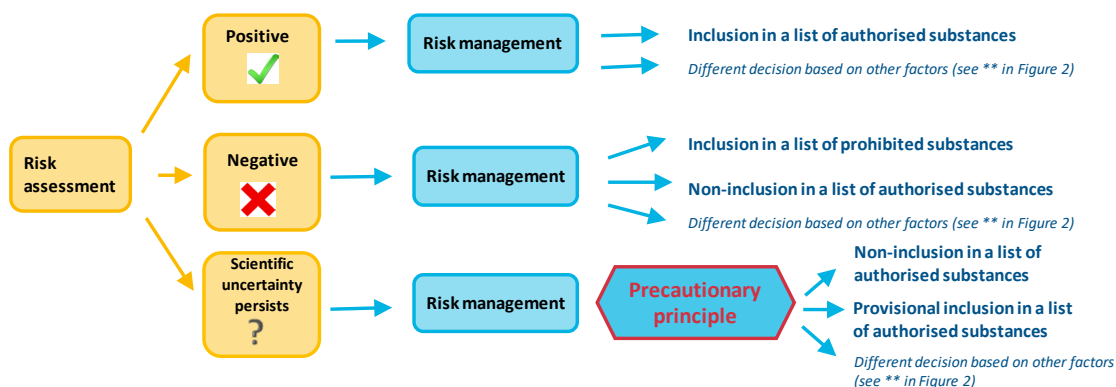 Positive
Risk management
Inclusion in a list of authorised substances
Different decision based on other factors (see ** in Figure 2)
Risk
assessment
Negative
Risk management
Inclusion in a list of prohibited substances
Non-inclusion in a list of authorised substances
Different decision based on other factors (see ** in Figure 2)
Scientific
uncertainty
persists
?
Risk management
Precautionary
principle
Non-inclusion in a list of
authorised substances
Provisional inclusion in a list
of authorised substances
Different decision based on other factors
(see ** in Figure 2)